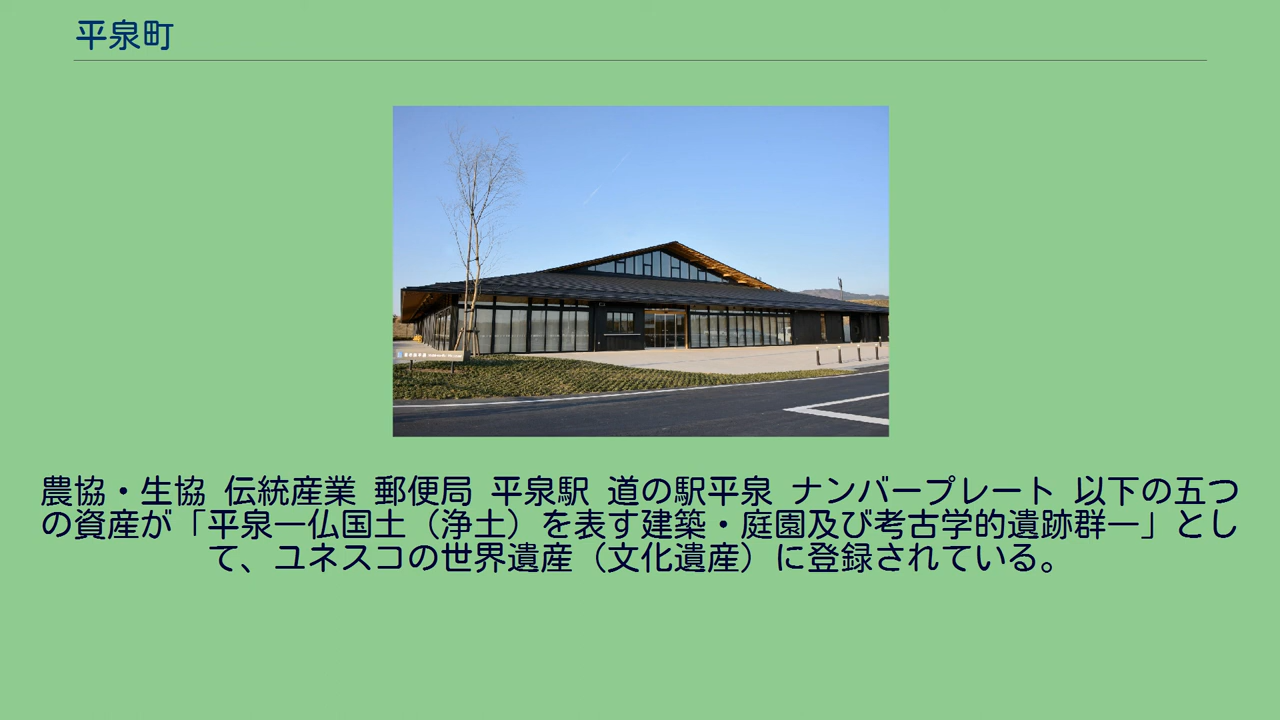 平泉町
農協・生協 伝統産業 郵便局 平泉駅 道の駅平泉 ナンバープレート 以下の五つ
の資産が「平泉―仏国土（浄土）を表す建築・庭園及び考古学的遺跡群―」とし
て、ユネスコの世界遺産（文化遺産）に登録されている。